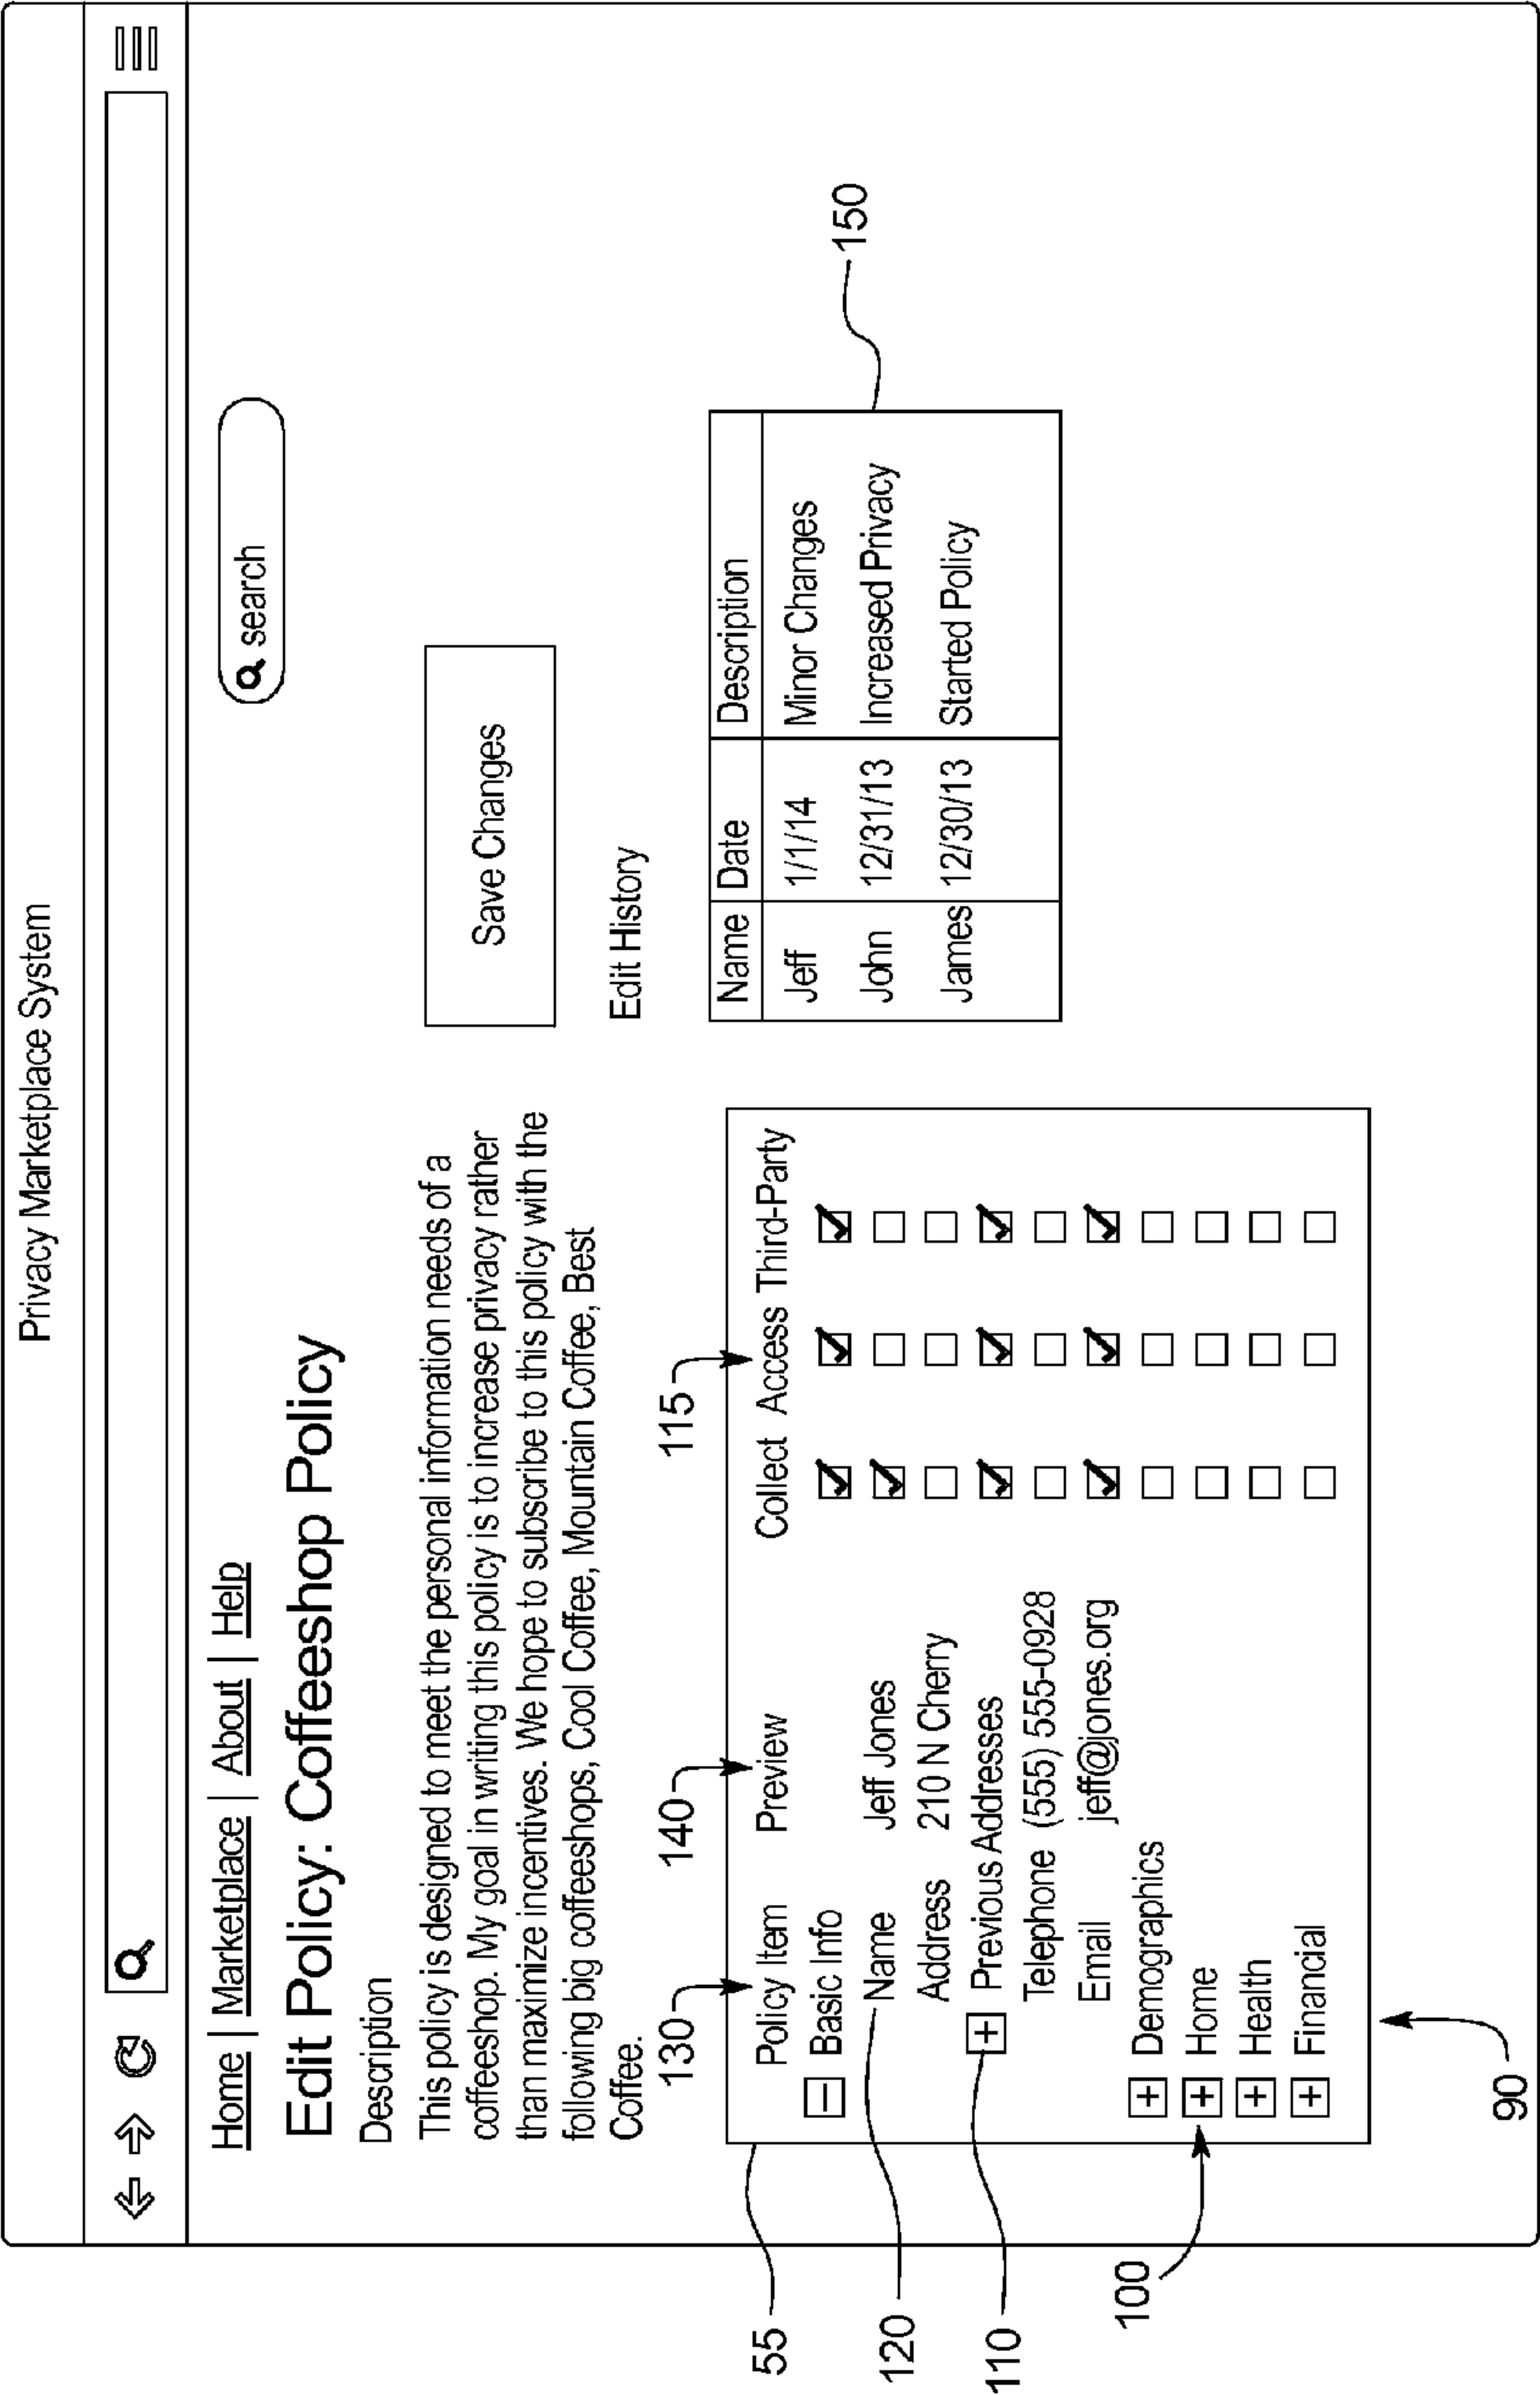 Privacy Marketplace System
Home | Marketplace | About | Help
search
Edit Policy: Coffeeshop Policy
Description
This policy is designed to meet the personal information needs of a
coffeeshop. My goal in writing this policy is to increase privacy rather
than maximize incentives. We hope to subscribe to this policy with the
following big coffeeshops, Cool Coffee, Mountain Coffee, Best
Coffee.
Save Changes
Edit History
Name Date Description
Jeff 1/1/14 Minor Changes
John 12/31/13 Increased Privacy
James 12/30/13 Started Policy
150
130 140 115
Policy Item Preview Collect Access Third-Party
Basic Info
Name Jeff Jones
Address 210 N Cherry
Previous Addresses
Telephone (555) 555-0928
Email jeff@jones.org
Demographics
Home
Health
Financial
55
120
110
100
90